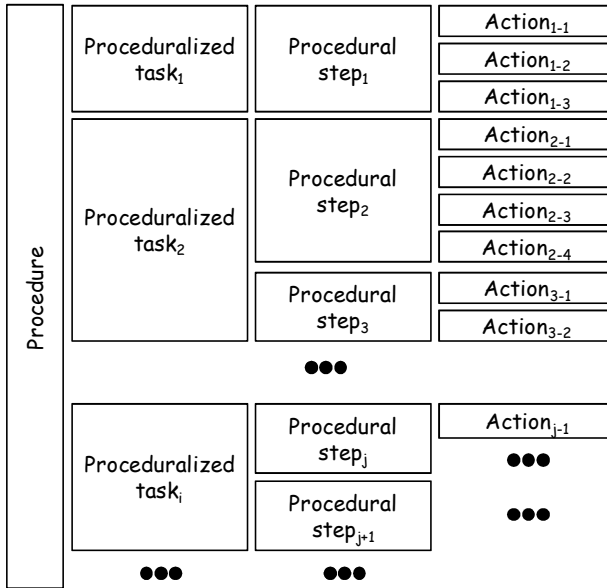 Procedure
Proceduralized
task1
Procedural
step1
Action1-1
Action1-2
Action1-3
Proceduralized
task2
Procedural
step2
Action2-1
Action2-2
Action2-3
Action2-4
Procedural
step3
Action3-1
Action3-2
●●●
Proceduralized
taski
Procedural
stepj
Actionj-1
●●●
Procedural
stepj+1
●●●
●●●
●●●